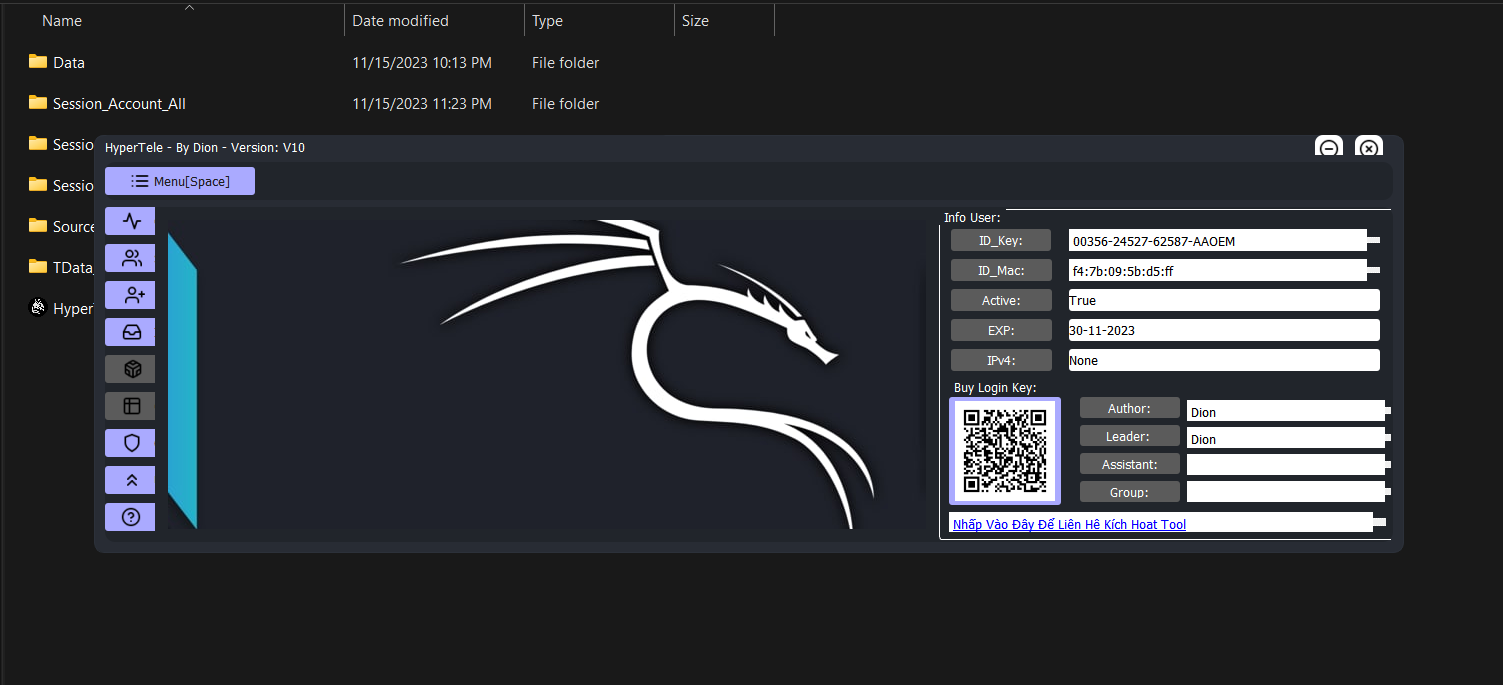 Name Date modified Type Size
Data 11/15/2023 10:13 PM File folder
Session_Account_All 11/15/2023 11:23 PM File folder
Sessio
Sessio
Source
TData_
Hyper
HyperTele - By Dion - Version: V10
Menu[Space]
Info User:
ID_Key: 00356-24527-62587-AAOEM
ID_Mac: f4:7b:09:5b:d5:ff
Active: True
EXP: 30-11-2023
IPv4: None
Buy Login Key:
Author: Dion
Leader: Dion
Assistant:
Group:
Nhấp Vào Đây Để Liên Hệ Kích Hoạt Tool